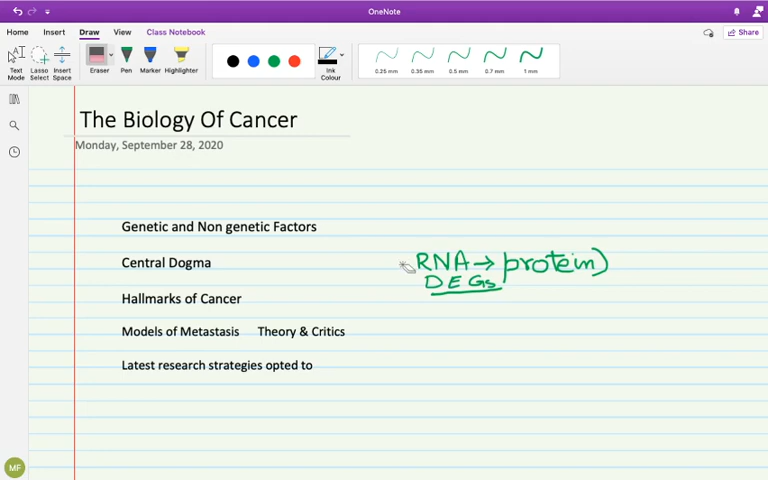 OneNote
Home Insert Draw View Class Notebook Share
Text Mode Lasso Select Insert Space Eraser Pen Marker Highlighter Ink Colour 0.25 mm 0.35 mm 0.5 mm 0.7 mm 1 mm
The Biology Of Cancer
Monday, September 28, 2020
Genetic and Non genetic Factors
Central Dogma RNA → protein)
DEGs
Hallmarks of Cancer
Models of Metastasis Theory & Critics
Latest research strategies opted to
MF